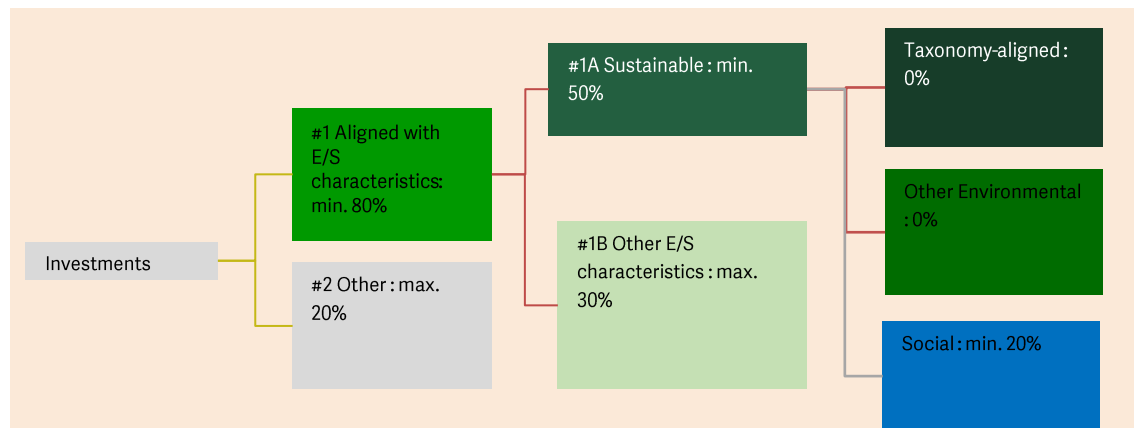 Investments
#1 Aligned with
E/S
characteristics:
min. 80%
#2 Other : max.
20%
#1A Sustainable : min.
50%
#1B Other E/S
characteristics : max.
30%
Taxonomy-aligned :
0%
Other Environmental
: 0%
Social : min. 20%